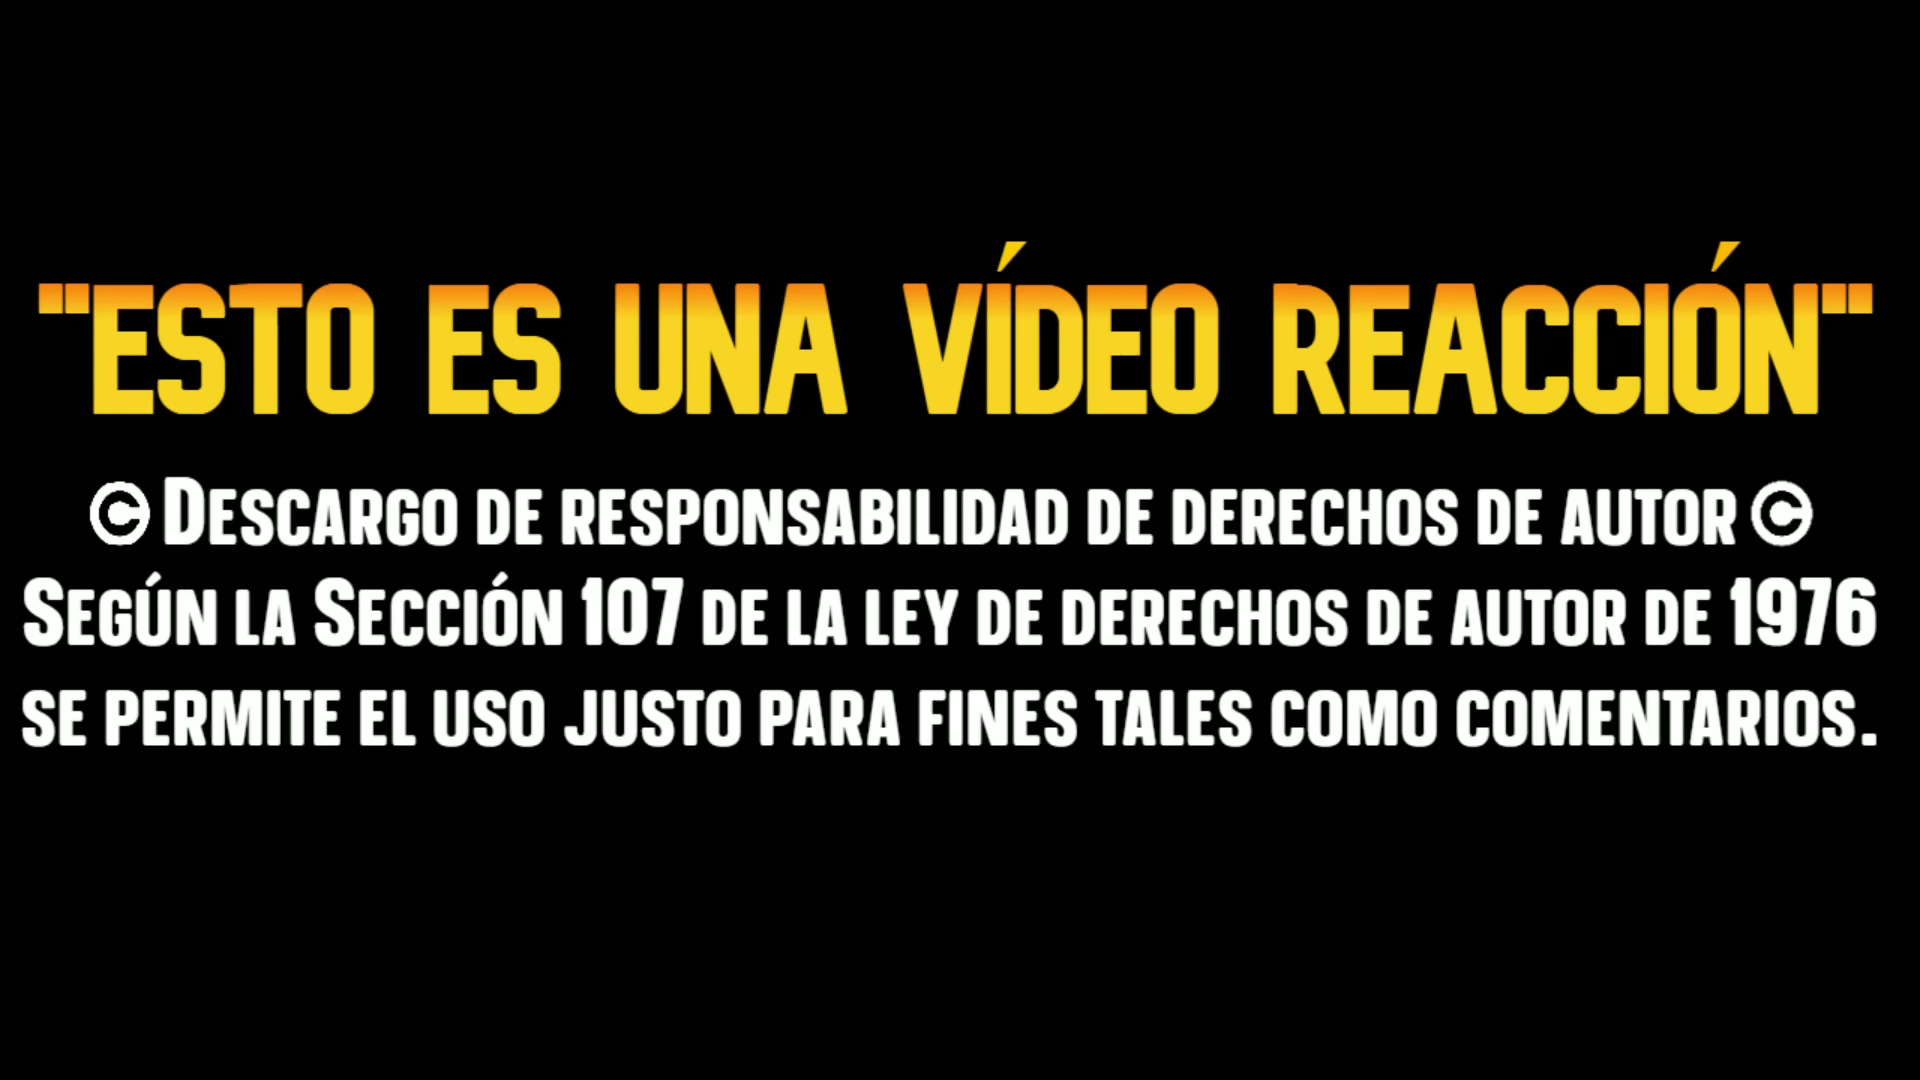 "ESTO ES UNA VÍDEO REACCIÓN"
© DESCARGO DE RESPONSABILIDAD DE DERECHOS DE AUTOR ©
SEGÚN LA SECCIÓN 107 DE LA LEY DE DERECHOS DE AUTOR DE 1976
SE PERMITE EL USO JUSTO PARA FINES TALES COMO COMENTARIOS.